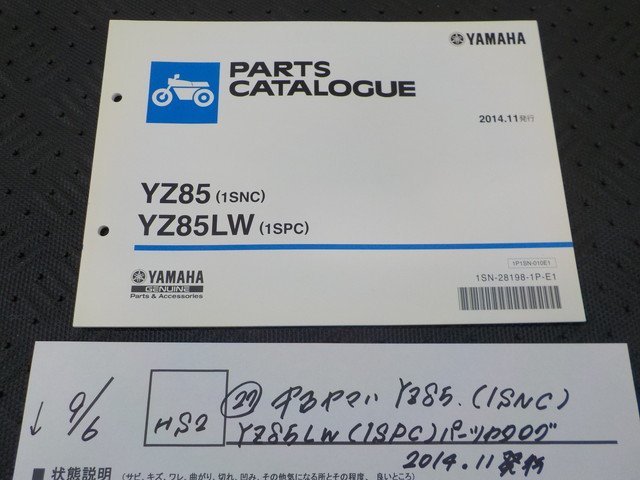 YAMAHA
PARTS
CATALOGUE
2014.11発行
YZ85 (1SNC)
YZ85LW (1SPC)
1P1SN-010E1
1SN-28198-1P-E1
YAMAHA
GENUINE
Parts & Accessories
↓ 9/6
HS2
㉗ ヤマハ YZ85.(1SNC)
YZ85LW(1SPC)パーツカタログ
2014.11発行
■ 状態説明 (サビ、キズ、ワレ、曲がり、切れ、凹み、その他気になる所とその程度、良いところ)